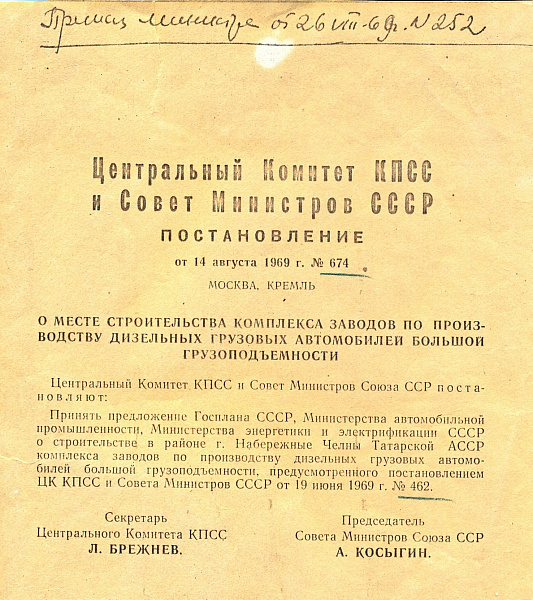 Приказ министра от 26 VIII-69г. N 252
Центральный Комитет КПСС
и Совет Министров СССР
ПОСТАНОВЛЕНИЕ
от 14 августа 1969 г. № 674
МОСКВА, КРЕМЛЬ
О МЕСТЕ СТРОИТЕЛЬСТВА КОМПЛЕКСА ЗАВОДОВ ПО ПРОИЗ-
ВОДСТВУ ДИЗЕЛЬНЫХ ГРУЗОВЫХ АВТОМОБИЛЕЙ БОЛЬШОЙ
ГРУЗОПОДЪЕМНОСТИ
Центральный Комитет КПСС и Совет Министров Союза ССР поста-
новляют:
Принять предложение Госплана СССР, Министерства автомобильной
промышленности, Министерства энергетики и электрификации СССР
о строительстве в районе г. Набережные Челны Татарской АССР
комплекса заводов по производству дизельных грузовых автомо-
билей большой грузоподъемности, предусмотренного постановлением
ЦК КПСС и Совета Министров СССР от 19 июня 1969 г. № 462.
Секретарь Председатель
Центрального Комитета КПСС Совета Министров Союза ССР
Л. БРЕЖНЕВ. А. КОСЫГИН.